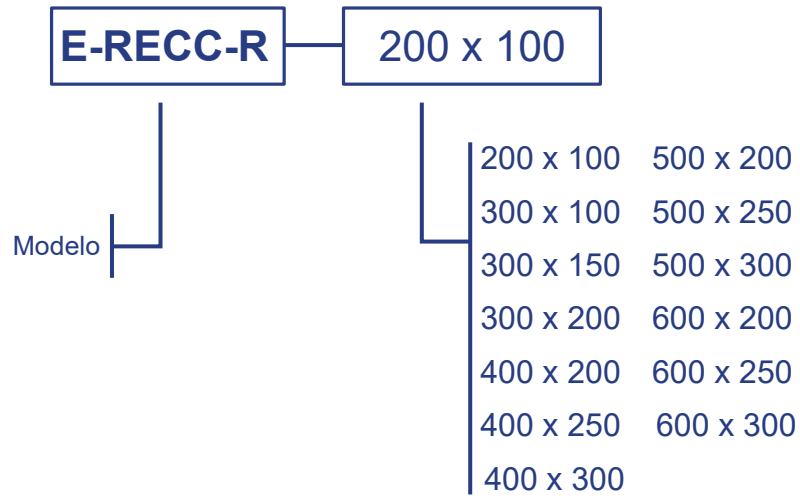 E-RECC-R 200 x 100
Modelo
200 x 100 500 x 200
300 x 100 500 x 250
300 x 150 500 x 300
300 x 200 600 x 200
400 x 200 600 x 250
400 x 250 600 x 300
400 x 300